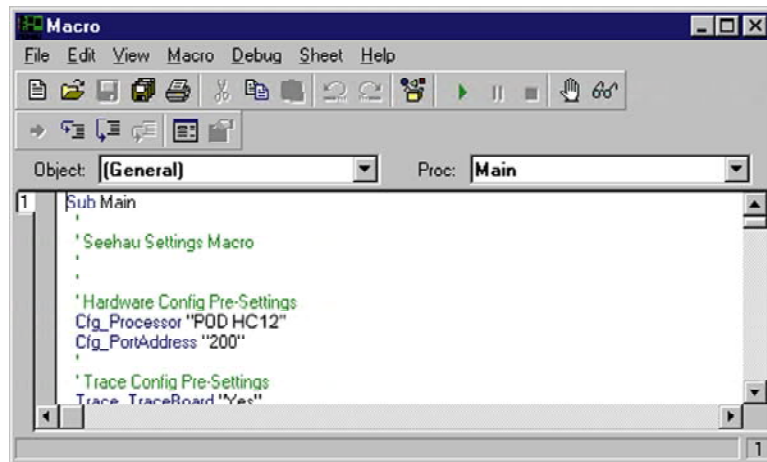 Macro
File Edit View Macro Debug Sheet Help
Object: (General) Proc: Main
1 Sub Main
'
' Seehau Settings Macro
'
'
' Hardware Config Pre-Settings
Cfg_Processor "POD HC12"
Cfg_PortAddress "200"
'
' Trace Config Pre-Settings
Trace_TraceBoard "Yes"
1